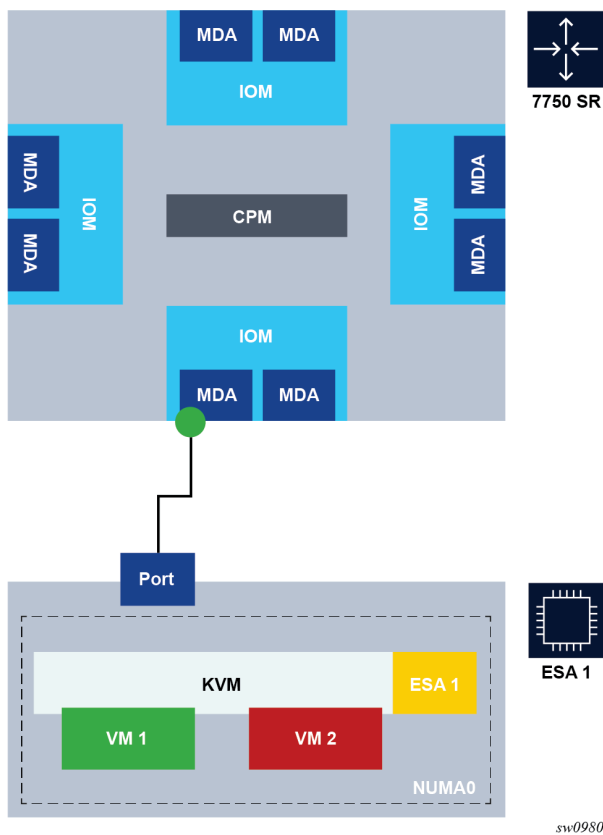 MDA MDA
IOM
7750 SR
MDA
MDA
IOM
CPM
IOM
MDA
MDA
IOM
MDA MDA
Port
KVM
ESA 1
ESA 1
VM 1
VM 2
NUMA0
sw0980